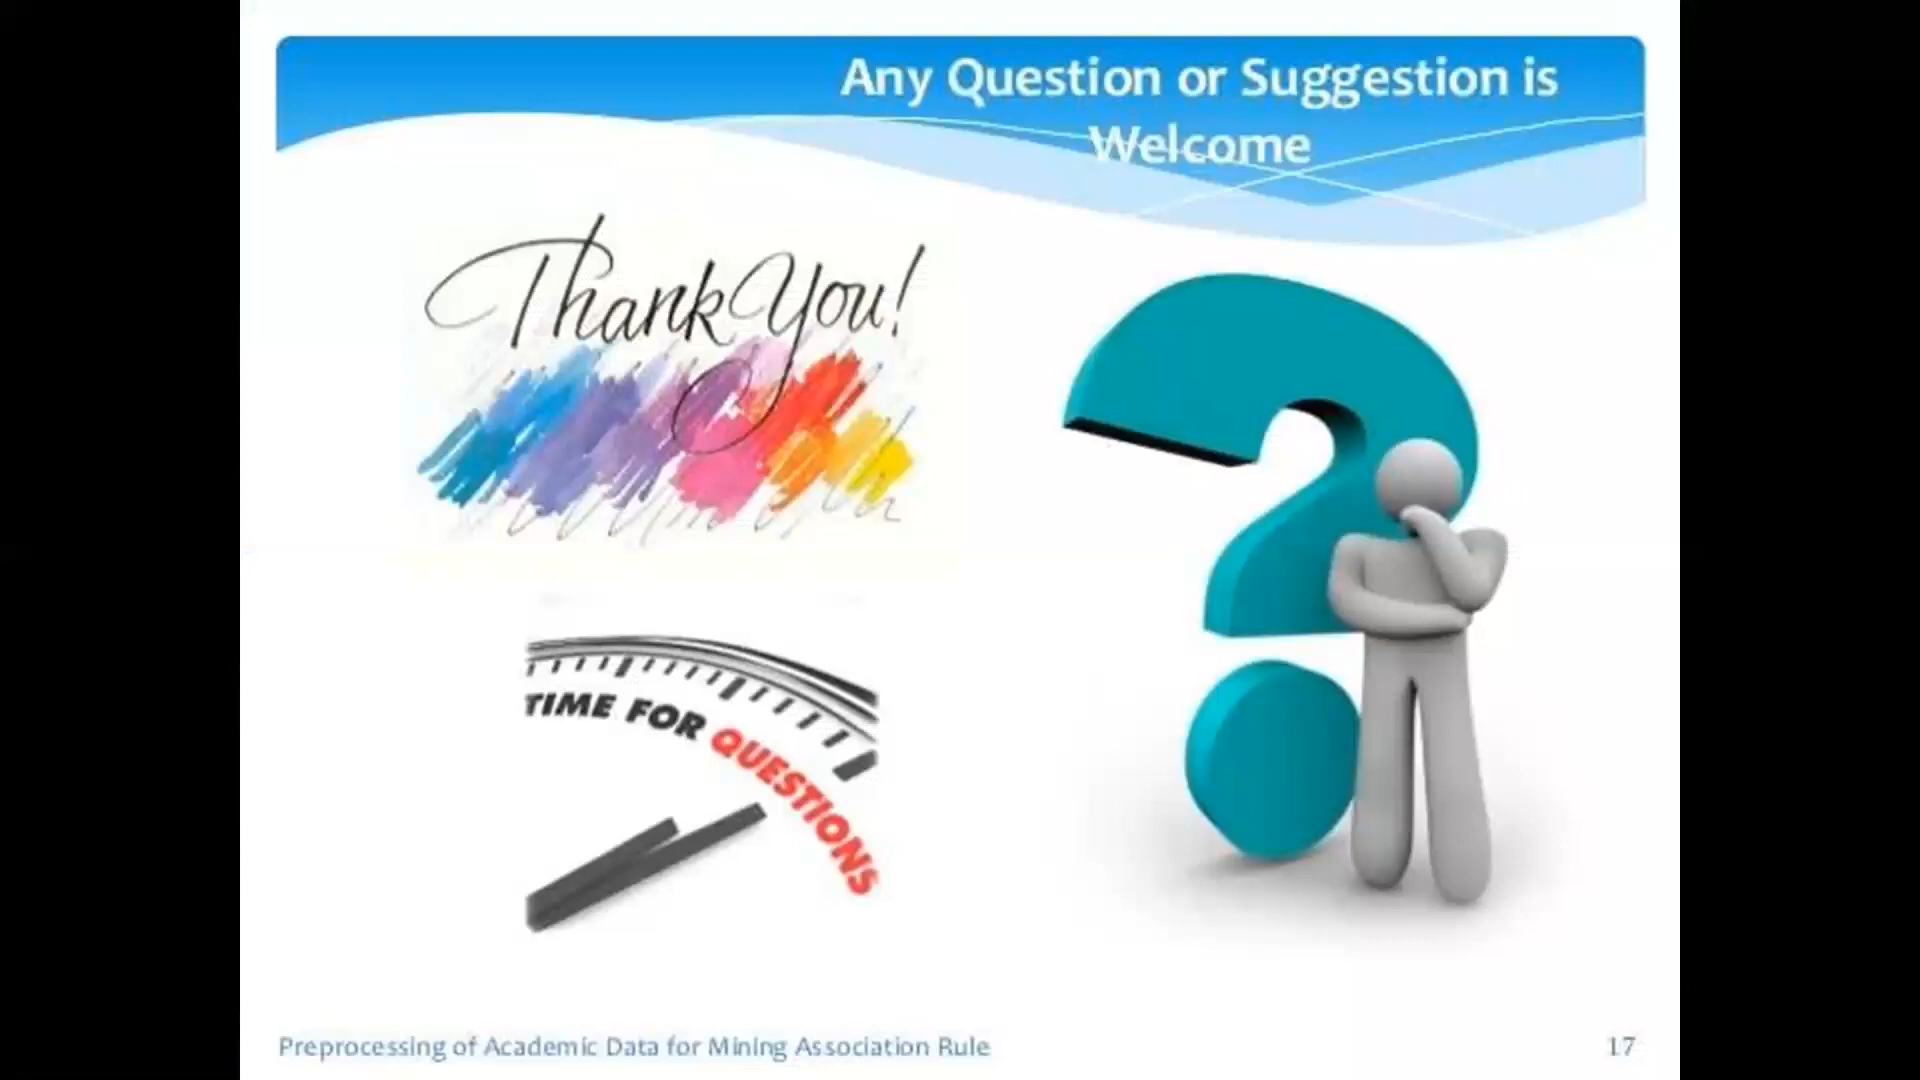 Any Question or Suggestion is
Welcome
Thank You!
TIME FOR QUESTIONS
Preprocessing of Academic Data for Mining Association Rule
17